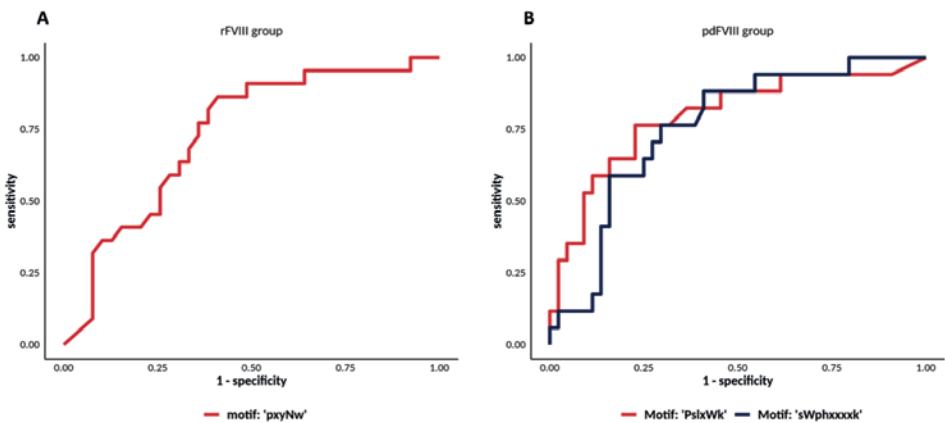 A
rFVIII group
1.00
0.75
0.50
0.25
0.00
sensitivity
0.00 0.25 0.50 0.75 1.00
1 - specificity
motif: 'pxyNw'
B
pdFVIII group
1.00
0.75
0.50
0.25
0.00
sensitivity
0.00 0.25 0.50 0.75 1.00
1 - specificity
Motif: 'PslxWk' Motif: 'sWphxxxxk'